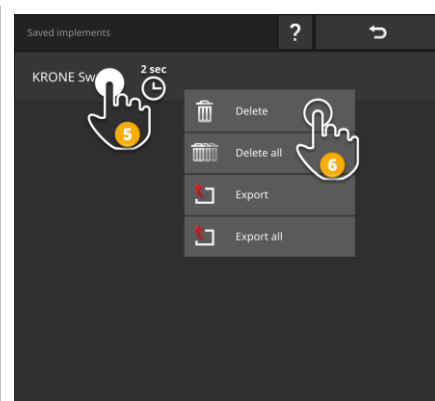 Saved implements
?
KRONE Sw
2 sec
5
Delete
6
Delete all
Export
Export all